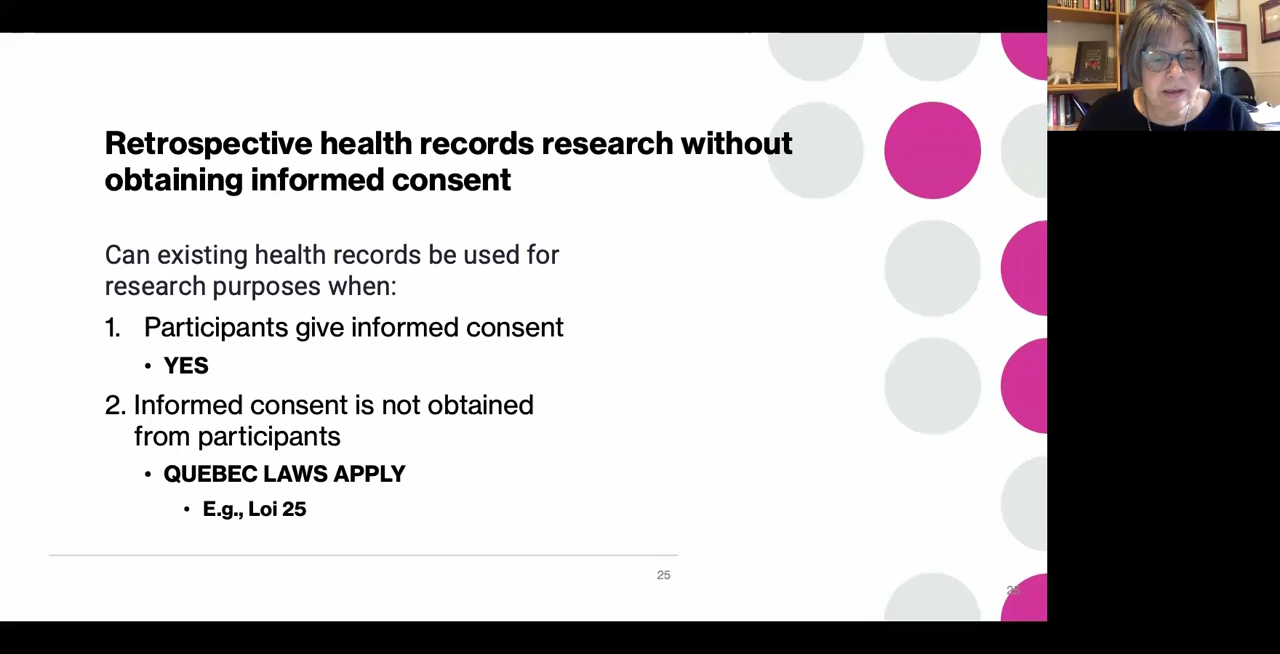 Retrospective health records research without
obtaining informed consent
Can existing health records be used for
research purposes when:
1. Participants give informed consent
• YES
2. Informed consent is not obtained
from participants
• QUEBEC LAWS APPLY
• E.g., Loi 25
25